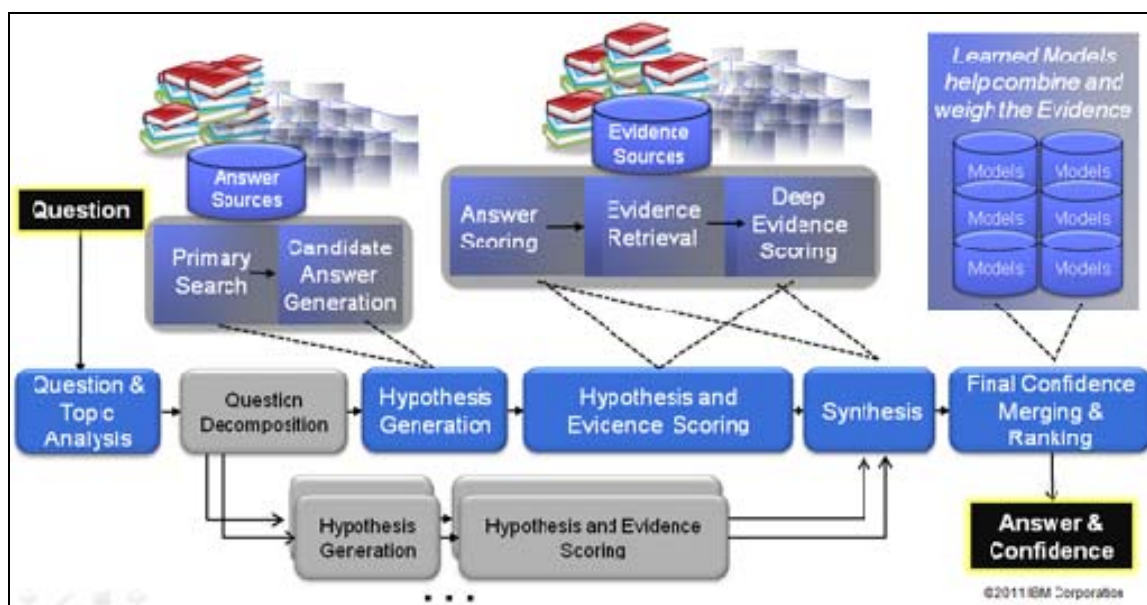 Learned Models
help combine and
weigh the Evidence
Models
Models
Models
Models
Models
Models
Answer
Sources
Evidence
Sources
Question
Primary
Search
Candidate
Answer
Generation
Answer
Scoring
Evidence
Retrieval
Deep
Evidence
Scoring
Question &
Topic
Analysis
Question
Decomposition
Hypothesis
Generation
Hypothesis and
Evicence Scoring
Synthesis
Final Confidence
Merging &
Ranking
Hypothesis
Generation
Hypothesis and Evidence
Scoring
. . .
Answer &
Confidence
©2011 IBM Corporation